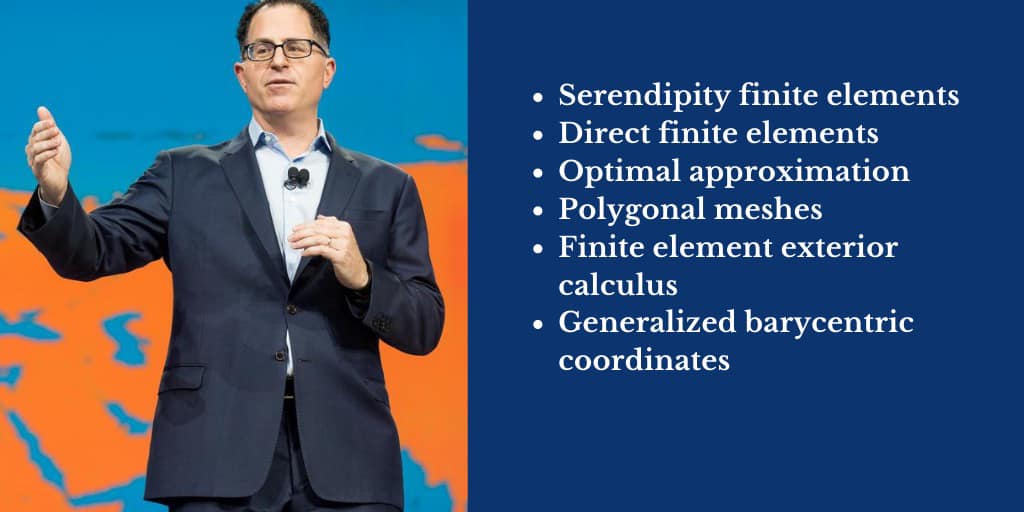 • Serendipity finite elements
• Direct finite elements
• Optimal approximation
• Polygonal meshes
• Finite element exterior
calculus
• Generalized barycentric
coordinates